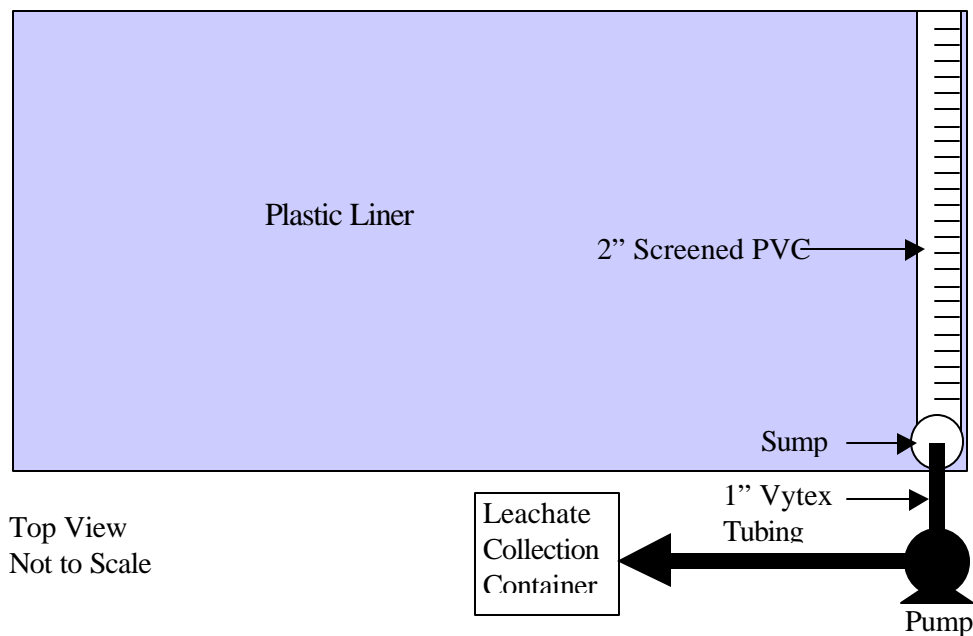 Plastic Liner
2” Screened PVC
Sump
1” Vytex
Tubing
Leachate
Collection
Container
Top View
Not to Scale
Pump